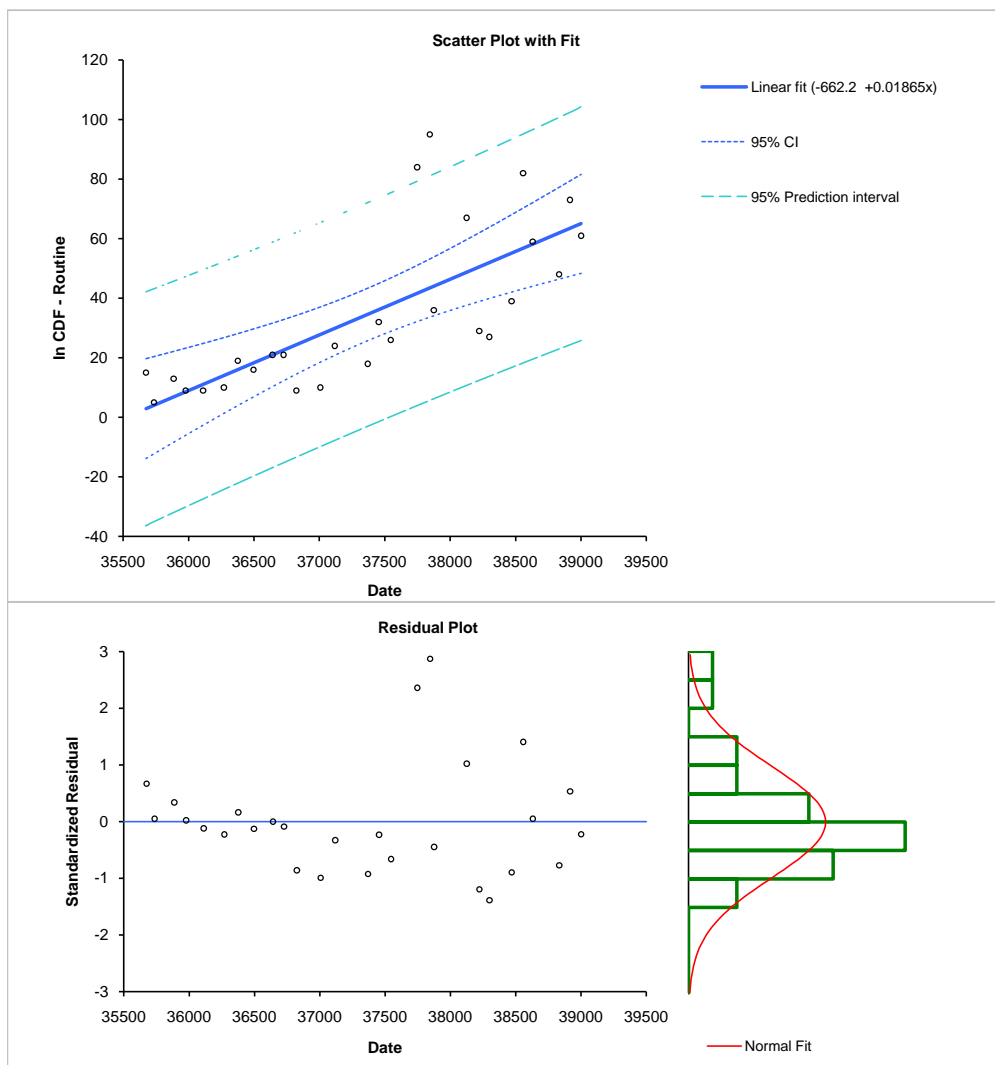 Scatter Plot with Fit
120
100
80
60
40
20
0
-20
-40
In CDF - Routine
35500 36000 36500 37000 37500 38000 38500 39000 39500
Date
Linear fit (-662.2 +0.01865x)
95% CI
95% Prediction interval
Residual Plot
3
2
1
0
-1
-2
-3
Standardized Residual
35500 36000 36500 37000 37500 38000 38500 39000 39500
Date
Normal Fit